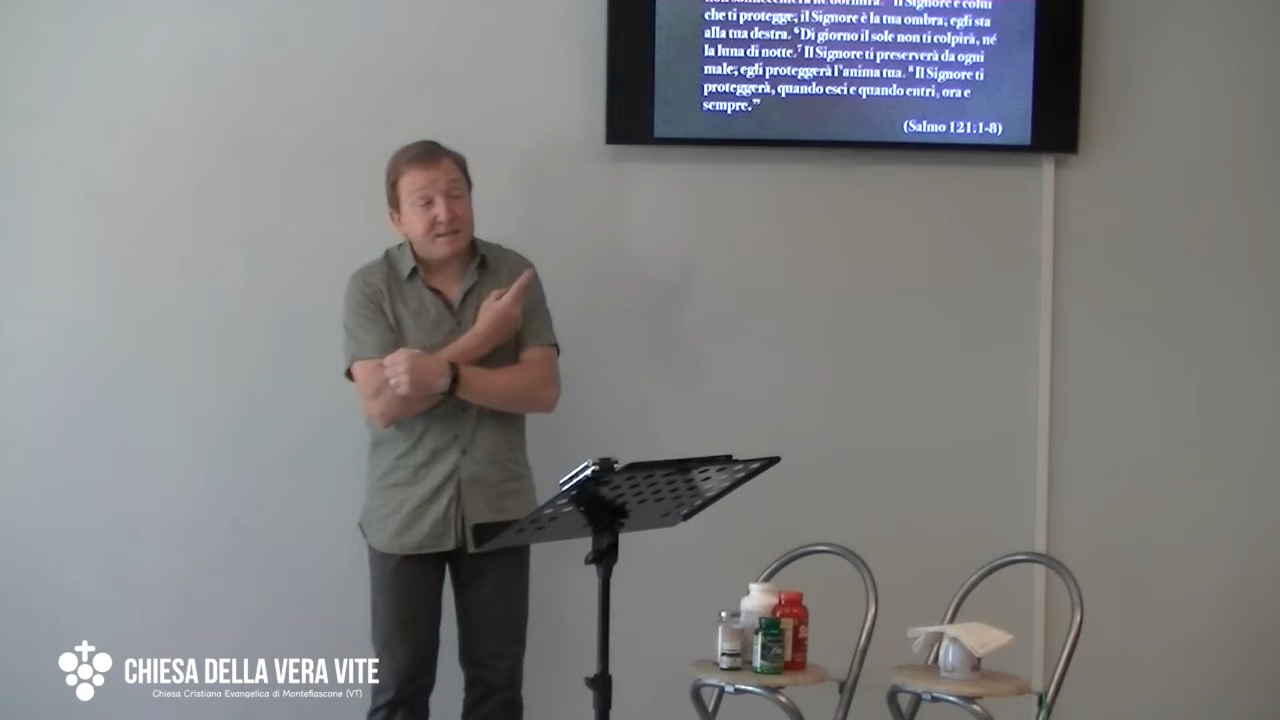 che ti protegge; il Signore è la tua ombra; egli sta
alla tua destra. ⁶Di giorno il sole non ti colpirà, né
la luna di notte.⁷ Il Signore ti preserverà da ogni
male; egli proteggerà l'anima tua. ⁸Il Signore ti
proteggerà, quando esci e quando entri, ora e
sempre.”
(Salmo 121:1-8)
CHIESA DELLA VERA VITE
Chiesa Cristiana Evangelica di Montefiascone (VT)